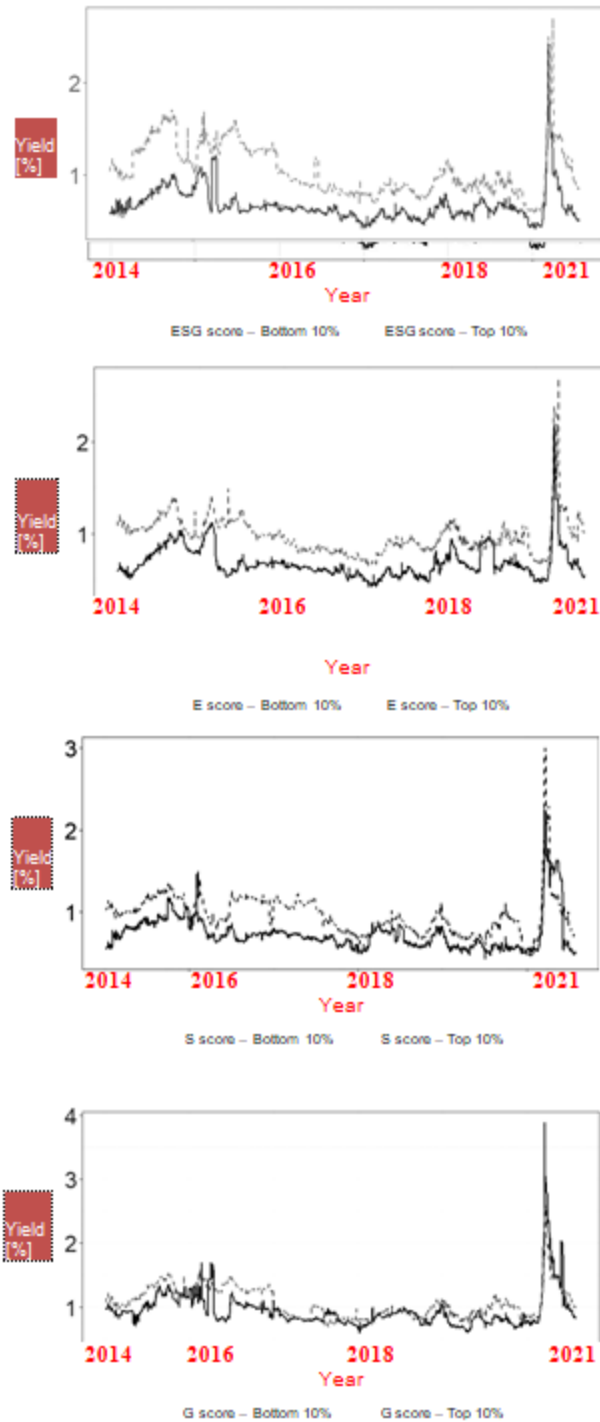 2
Yield
[%]
1
2014 2016 2018 2021
Year
ESG score – Bottom 10% ESG score – Top 10%
2
Yield
[%]
1
2014 2016 2018 2021
Year
E score – Bottom 10% E score – Top 10%
3
2
Yield
[%]
1
2014 2016 2018 2021
Year
S score – Bottom 10% S score – Top 10%
4
3
Yield
[%]
2
1
2014 2016 2018 2021
Year
G score – Bottom 10% G score – Top 10%